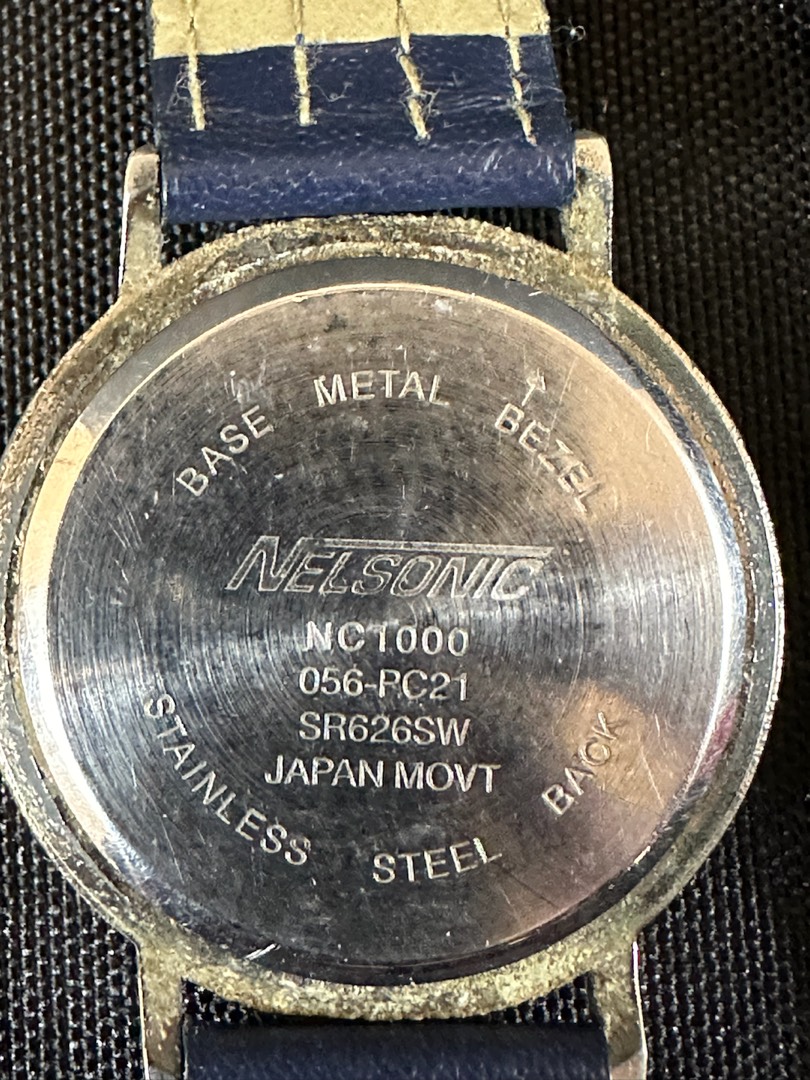 BASE METAL BEZEL
NELSONIC
NC1000
056-PC21
SR626SW
JAPAN MOVT
STAINLESS STEEL BACK